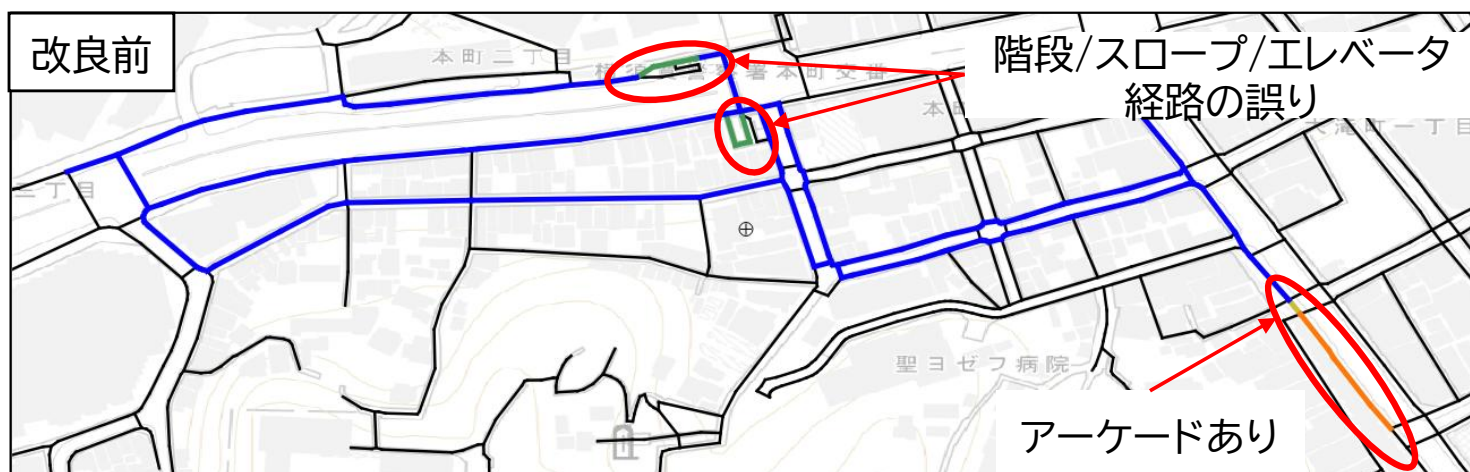 改良前
本町二丁目
階段/スロープ/エレベータ
経路の誤り
大滝町一丁目
二丁目
聖ヨゼフ病院
アーケードあり